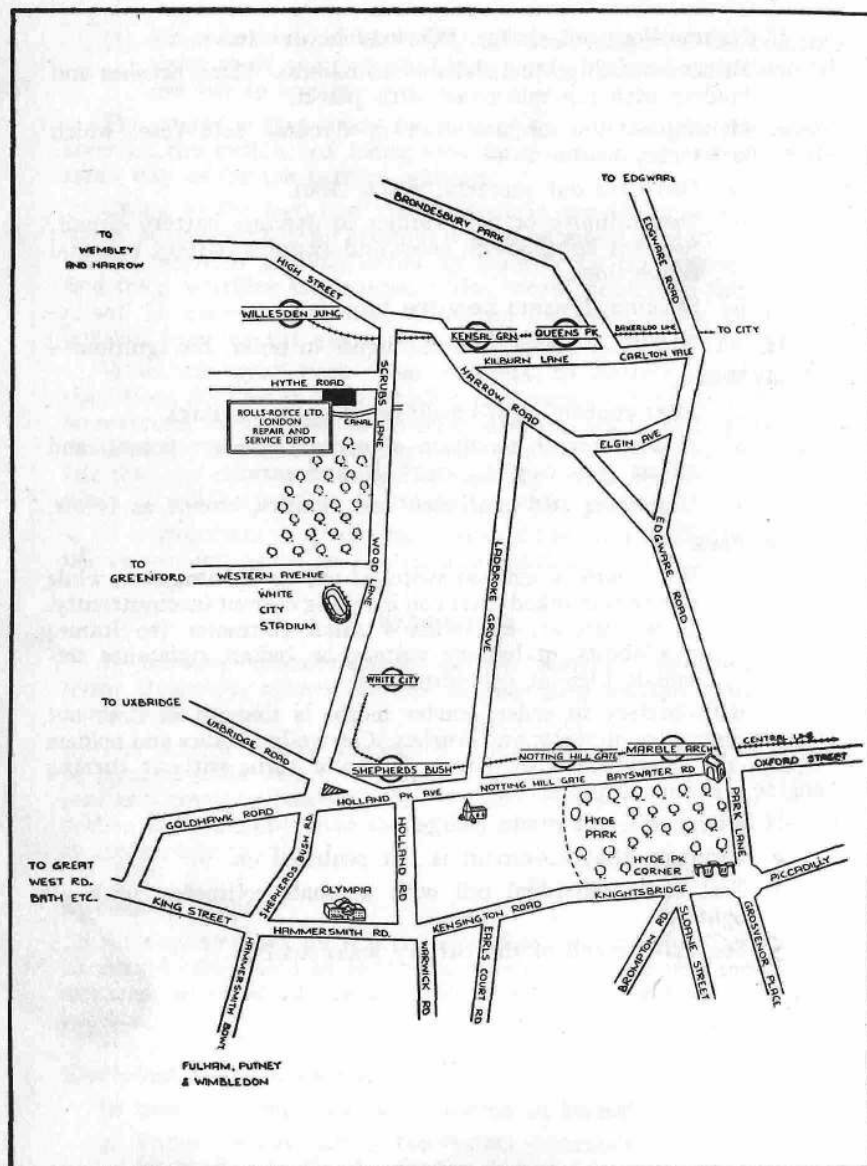 TO EDGWARE
BRONDESBURY PARK
EDGWARE ROAD
TO
WEMBLEY
AND HARROW
HIGH STREET
WILLESDEN JUNC.
KENSAL GRN
QUEENS PK.
BAKERLOO LINE
TO CITY
KILBURN LANE
CARLTON VALE
SCRUBS LANE
HYTHE ROAD
HARROW ROAD
ROLLS-ROYCE LTD.
LONDON
REPAIR AND
SERVICE DEPOT
CANAL
ELGIN AVE
EDGWARE ROAD
LADBROKE GROVE
WOOD LANE
TO
GREENFORD
WESTERN AVENUE
WHITE
CITY
STADIUM
WHITE CITY
TO UXBRIDGE
UXBRIDGE ROAD
CENTRAL LINE
NOTTING HILL GATE
MARBLE ARCH
OXFORD STREET
SHEPHERDS BUSH
HOLLAND PK AVE
NOTTING HILL GATE
BAYSWATER RD
GOLDHAWK ROAD
SHEPHERDS BUSH RD.
HOLLAND RD
HYDE
PARK
PARK LANE
HYDE PK
CORNER
PICCADILLY
TO GREAT
WEST RD.
BATH ETC.
KING STREET
OLYMPIA
HAMMERSMITH RD.
KENSINGTON ROAD
KNIGHTSBRIDGE
HAMMERSMITH BDWY.
WARWICK RD
EARLS COURT RD
BROMPTON RD
SLOANE STREET
GROSVENOR PLACE
FULHAM, PUTNEY
& WIMBLEDON